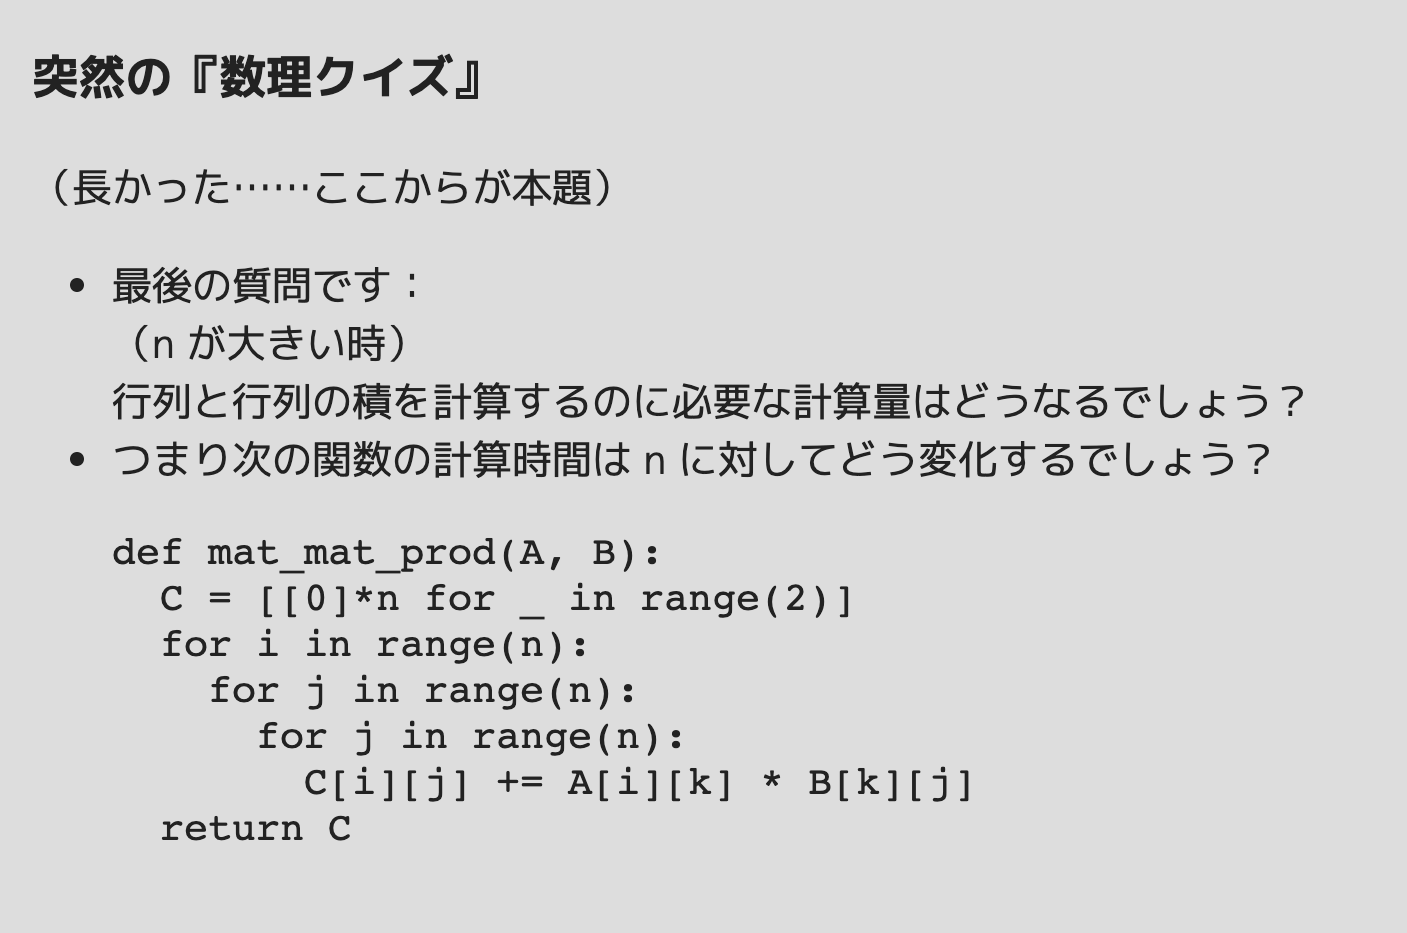 突然の『数理クイズ』
（長かった……ここからが本題）
• 最後の質問です：
（n が大きい時）
行列と行列の積を計算するのに必要な計算量はどうなるでしょう？
• つまり次の関数の計算時間は n に対してどう変化するでしょう？
def mat_mat_prod(A, B):
  C = [[0]*n for _ in range(2)]
  for i in range(n):
    for j in range(n):
      for j in range(n):
        C[i][j] += A[i][k] * B[k][j]
  return C